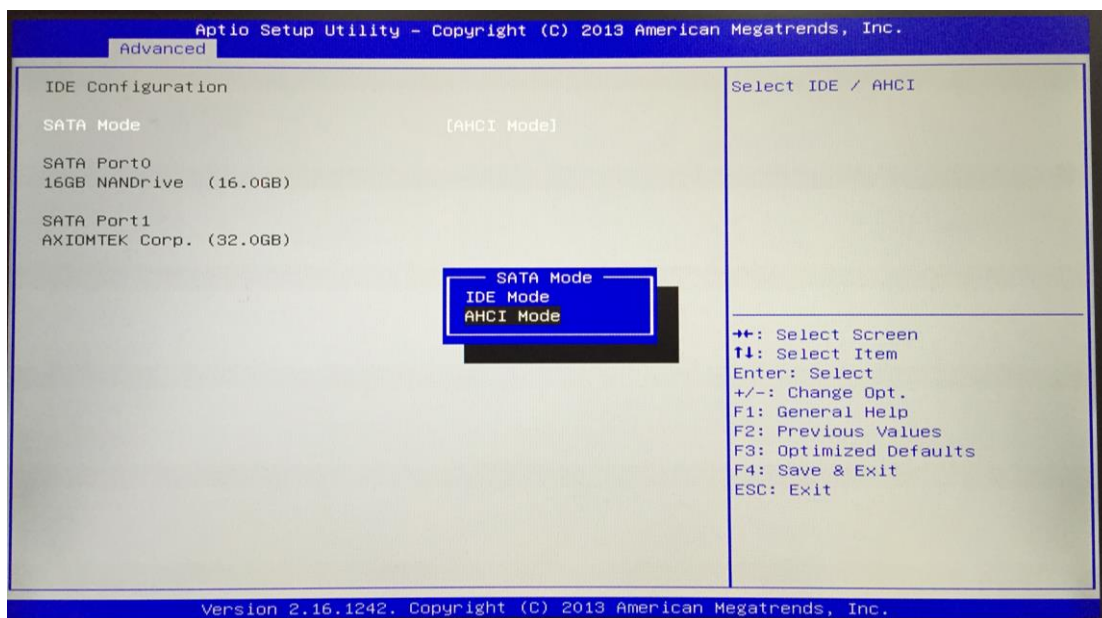 Aptio Setup Utility – Copyright (C) 2013 American Megatrends, Inc.
Advanced
IDE Configuration
SATA Mode [AHCI Mode]
SATA Port0
16GB NANDrive (16.0GB)
SATA Port1
AXIOMTEK Corp. (32.0GB)
SATA Mode
IDE Mode
AHCI Mode
Select IDE / AHCI
→←: Select Screen
↑↓: Select Item
Enter: Select
+/-: Change Opt.
F1: General Help
F2: Previous Values
F3: Optimized Defaults
F4: Save & Exit
ESC: Exit
Version 2.16.1242. Copyright (C) 2013 American Megatrends, Inc.